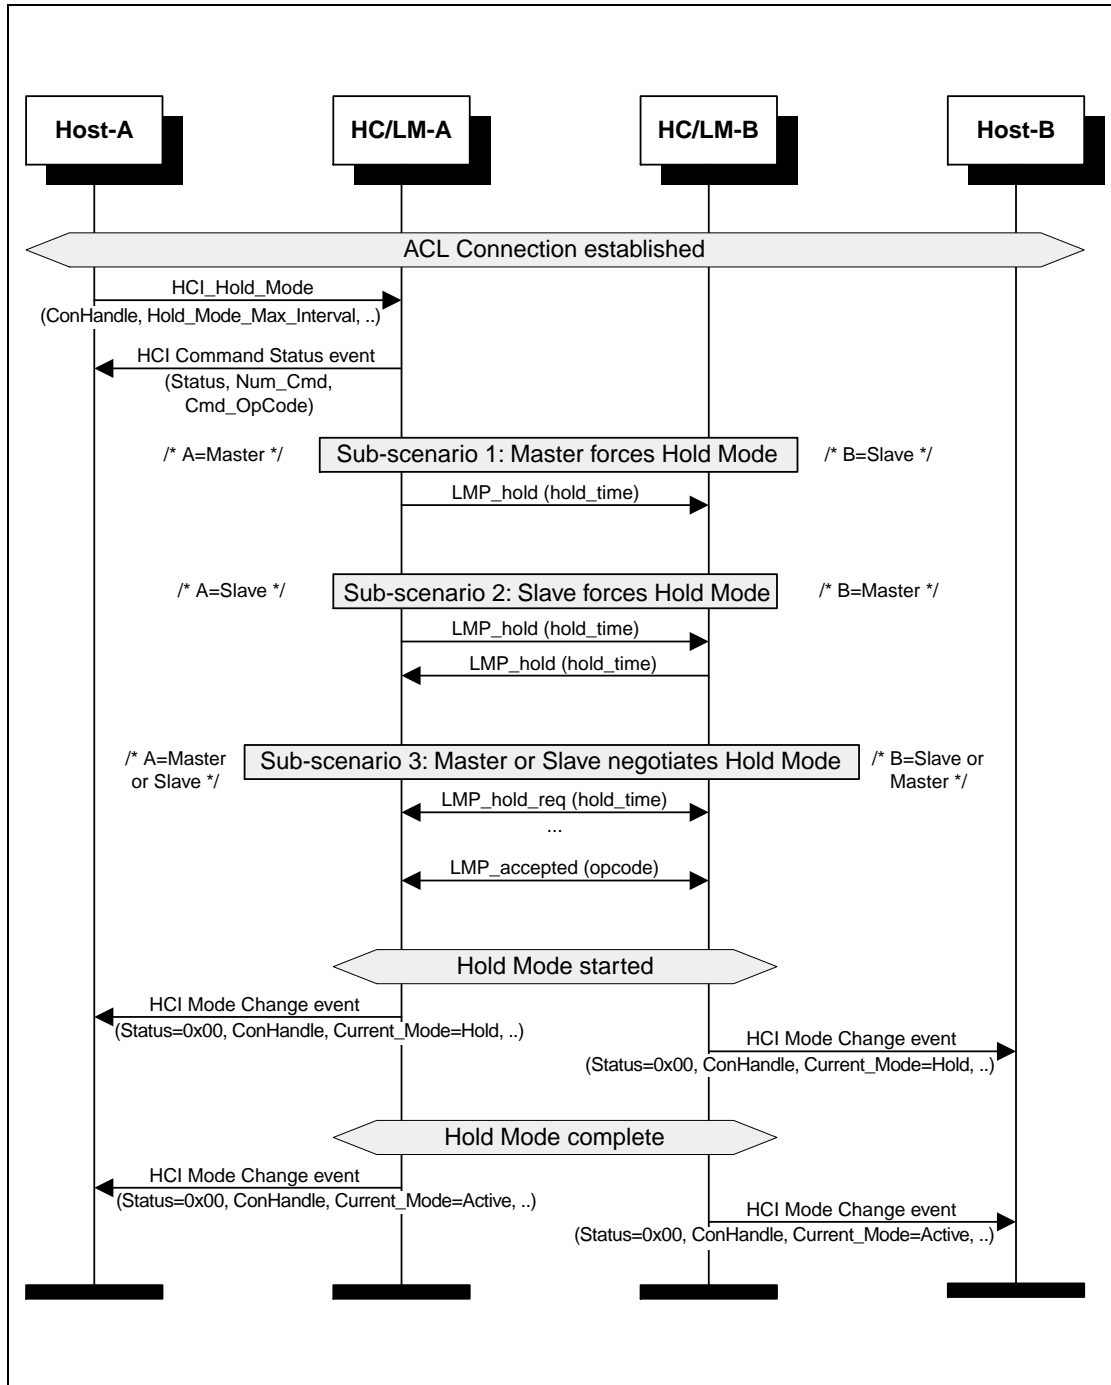 Host-A
HC/LM-A
HC/LM-B
Host-B
ACL Connection established
HCI_Hold_Mode
(ConHandle, Hold_Mode_Max_Interval, ..)
HCI Command Status event
(Status, Num_Cmd,
Cmd_OpCode)
/* A=Master */
Sub-scenario 1: Master forces Hold Mode
/* B=Slave */
LMP_hold (hold_time)
/* A=Slave */
Sub-scenario 2: Slave forces Hold Mode
/* B=Master */
LMP_hold (hold_time)
LMP_hold (hold_time)
/* A=Master
or Slave */
Sub-scenario 3: Master or Slave negotiates Hold Mode
/* B=Slave or
Master */
LMP_hold_req (hold_time)
...
LMP_accepted (opcode)
Hold Mode started
HCI Mode Change event
(Status=0x00, ConHandle, Current_Mode=Hold, ..)
HCI Mode Change event
(Status=0x00, ConHandle, Current_Mode=Hold, ..)
Hold Mode complete
HCI Mode Change event
(Status=0x00, ConHandle, Current_Mode=Active, ..)
HCI Mode Change event
(Status=0x00, ConHandle, Current_Mode=Active, ..)